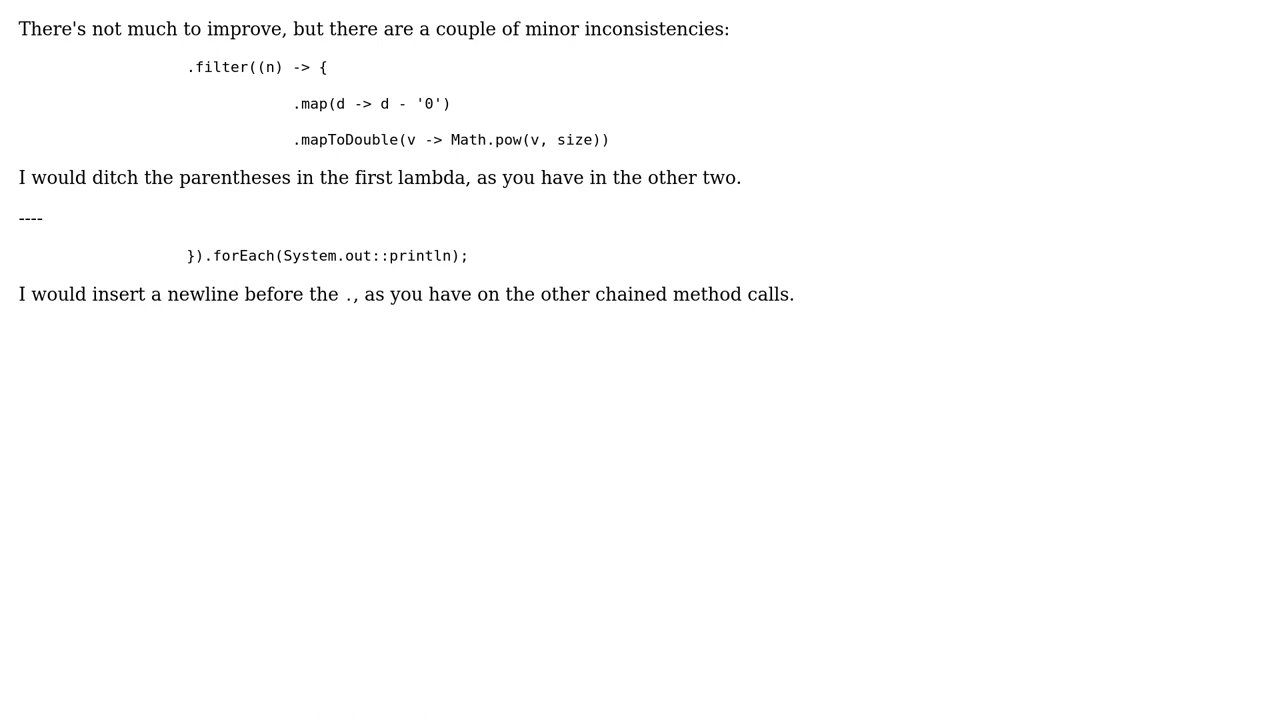 There's not much to improve, but there are a couple of minor inconsistencies:
.filter((n) -> {
.map(d -> d - '0')
.mapToDouble(v -> Math.pow(v, size))
I would ditch the parentheses in the first lambda, as you have in the other two.
----
}).forEach(System.out::println);
I would insert a newline before the ., as you have on the other chained method calls.